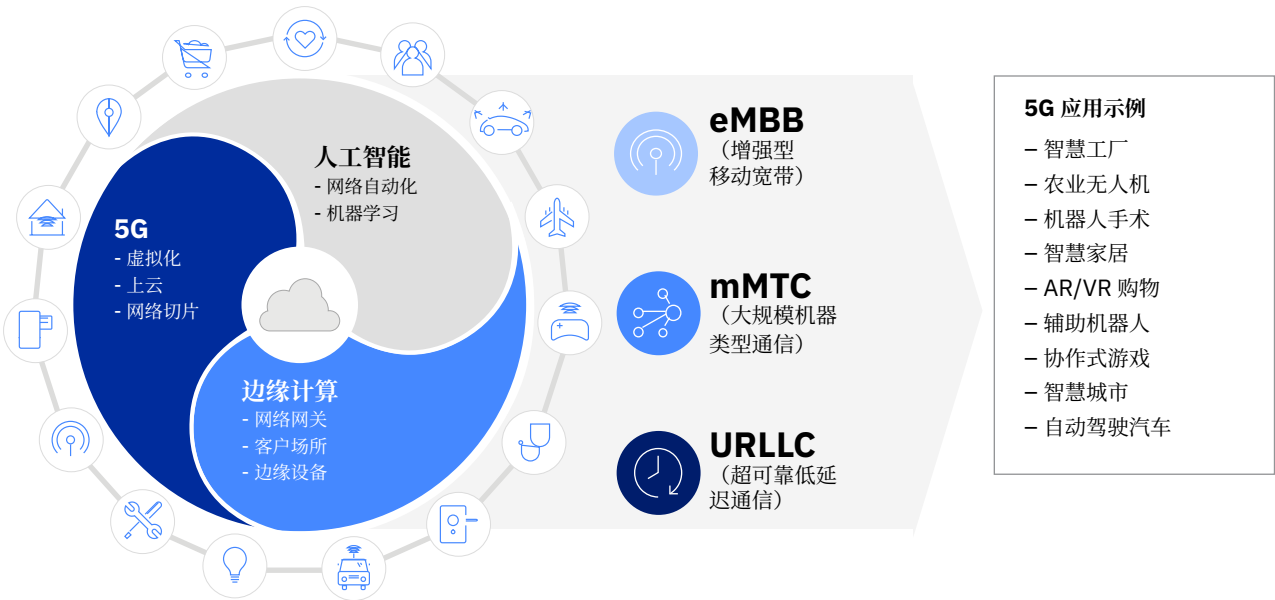 人工智能
- 网络自动化
- 机器学习
5G
- 虚拟化
- 上云
- 网络切片
边缘计算
- 网络网关
- 客户场所
- 边缘设备
eMBB
（增强型
移动宽带）
mMTC
（大规模机器
类型通信）
URLLC
（超可靠低延
迟通信）
5G 应用示例
– 智慧工厂
– 农业无人机
– 机器人手术
– 智慧家居
– AR/VR 购物
– 辅助机器人
– 协作式游戏
– 智慧城市
– 自动驾驶汽车